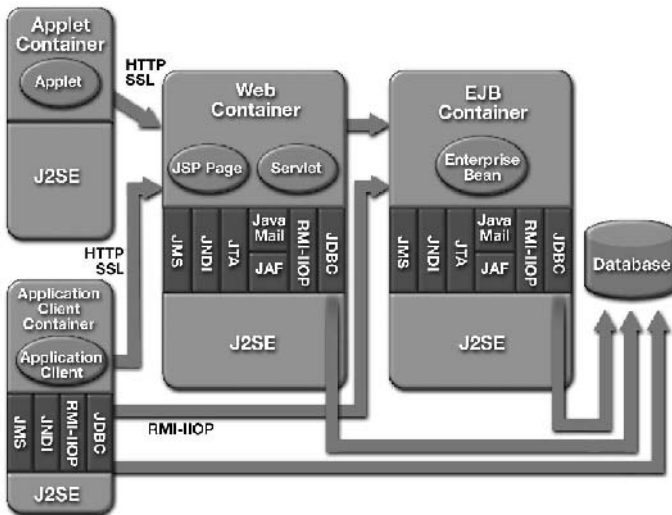 Applet
Container
Applet
J2SE
HTTP
SSL
Web
Container
JSP Page
Servlet
JMS
JNDI
JTA
Java
Mail
JAF
RMI-IIOP
JDBC
J2SE
EJB
Container
Enterprise
Bean
JMS
JNDI
JTA
Java
Mail
JAF
RMI-IIOP
JDBC
J2SE
Database
HTTP
SSL
Application
Client
Container
Application
Client
JMS
JNDI
RMI-IIOP
JDBC
J2SE
RMI-IIOP